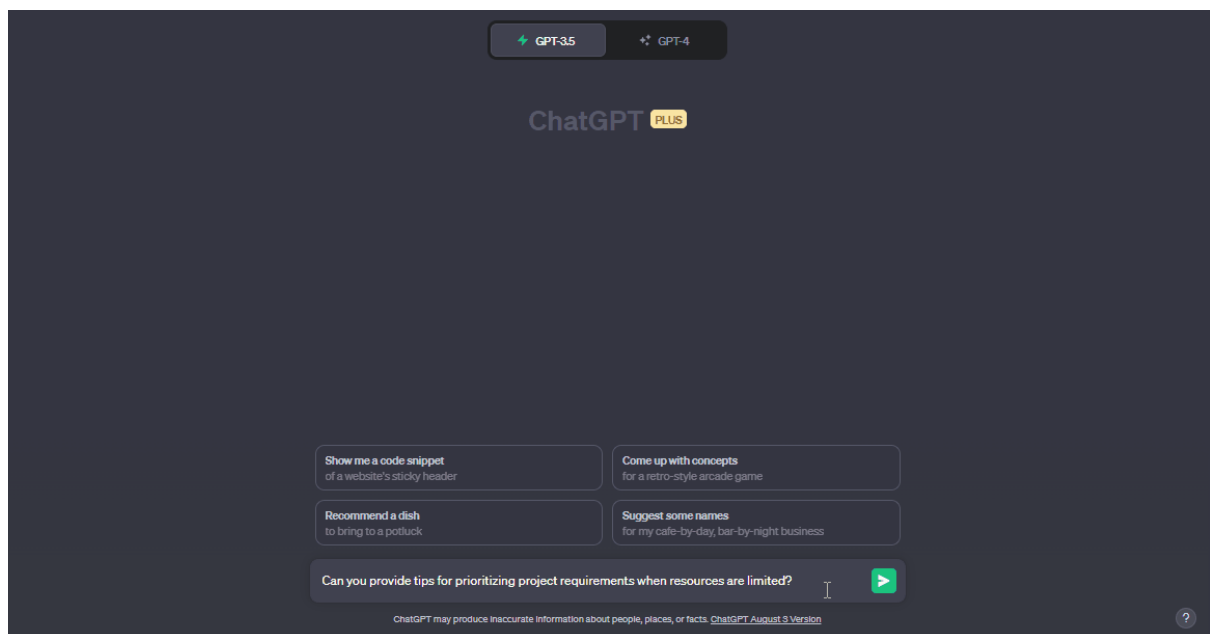 GPT-3.5 GPT-4
ChatGPT PLUS
Show me a code snippet
of a website's sticky header
Come up with concepts
for a retro-style arcade game
Recommend a dish
to bring to a potluck
Suggest some names
for my cafe-by-day, bar-by-night business
Can you provide tips for prioritizing project requirements when resources are limited?
ChatGPT may produce inaccurate information about people, places, or facts. ChatGPT August 3 Version
?